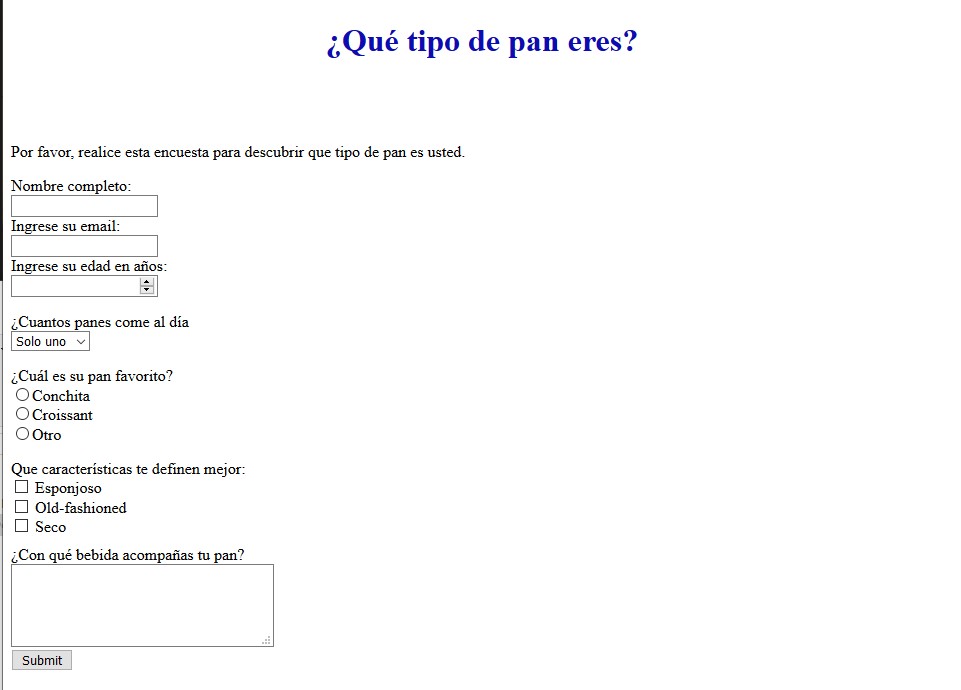 ¿Qué tipo de pan eres?
Por favor, realice esta encuesta para descubrir que tipo de pan es usted.
Nombre completo:
Ingrese su email:
Ingrese su edad en años:
¿Cuantos panes come al día
Solo uno
¿Cuál es su pan favorito?
Conchita
Croissant
Otro
Que características te definen mejor:
Esponjoso
Old-fashioned
Seco
¿Con qué bebida acompañas tu pan?
Submit